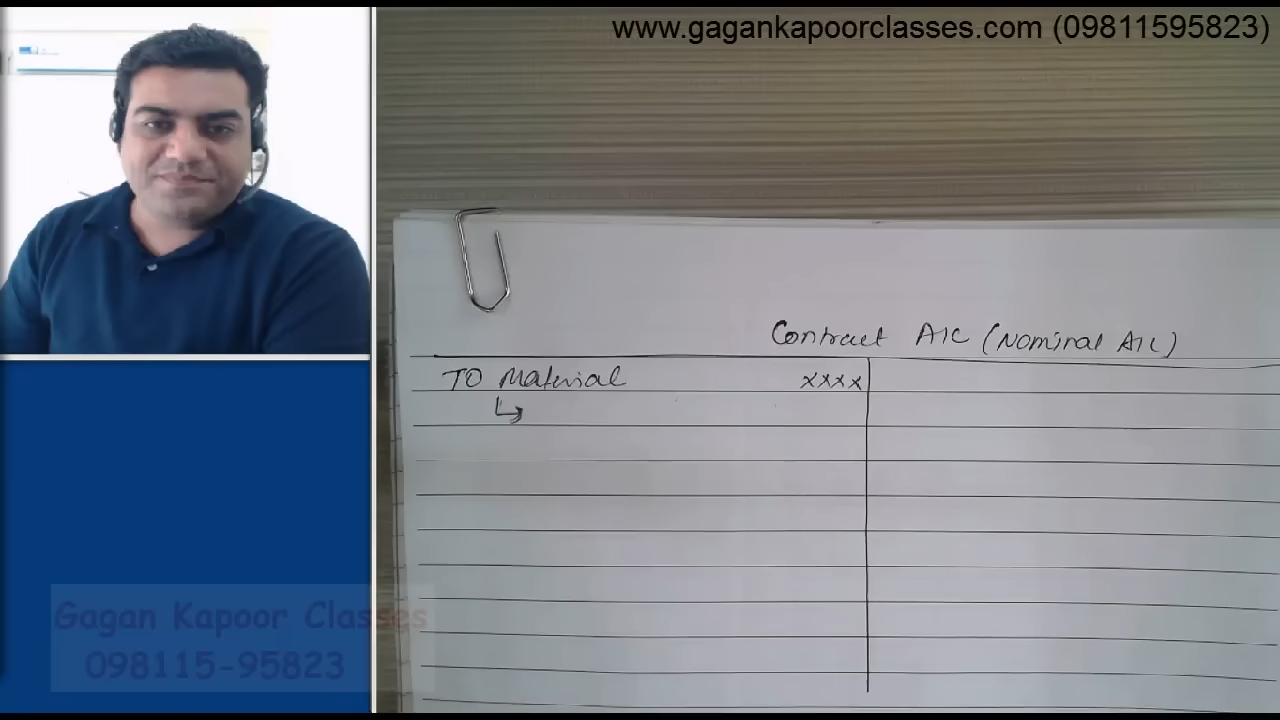 www.gagankapoorclasses.com (09811595823)
Contract A/C (Nominal A/C)
TO Material xxxx
Gagan Kapoor Classes
098115-95823